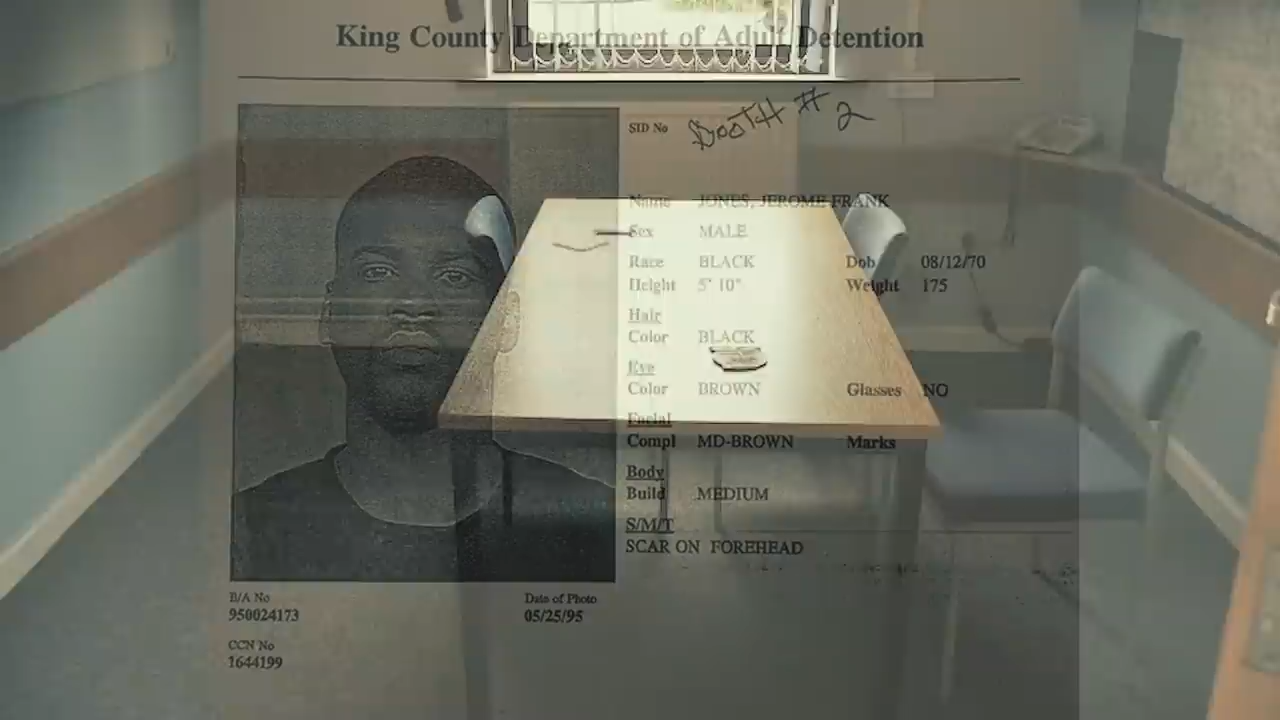 King County Department of Adult Detention
SID No BOOTH # 2
Name JONES, JEROME FRANK
Sex MALE
Race BLACK Dob 08/12/70
Height 5' 10" Weight 175
Hair
Color BLACK
Eye
Color BROWN Glasses NO
Facial
Compl MD-BROWN Marks
Body
Build MEDIUM
S/M/T
SCAR ON FOREHEAD
B/A No Date of Photo
950024173 05/25/95
CCN No
1644199